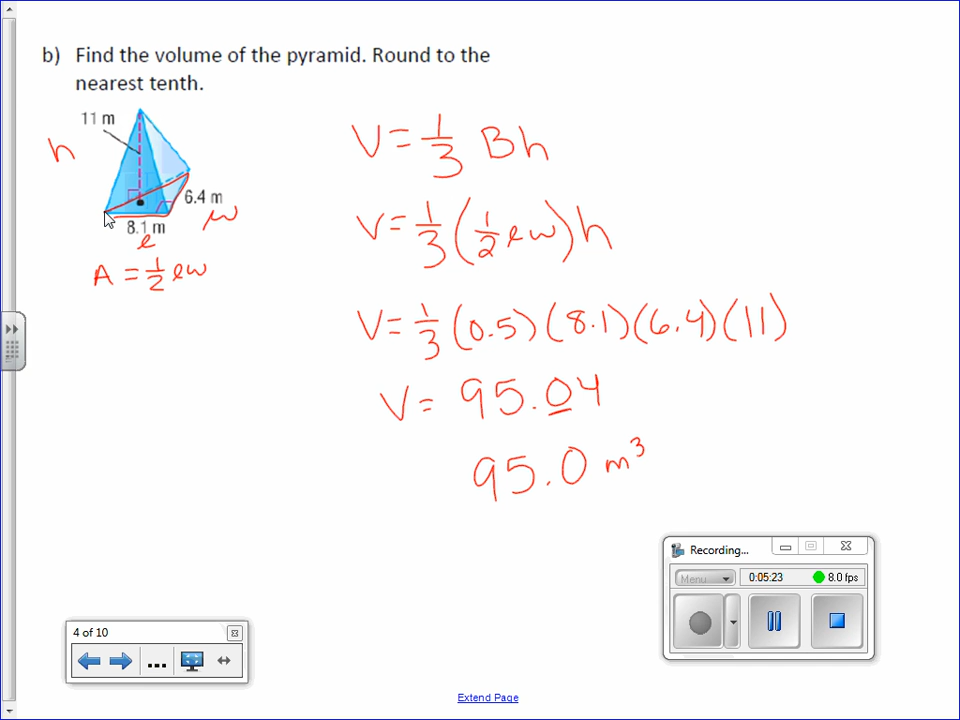 b) Find the volume of the pyramid. Round to the
nearest tenth.
11 m
h
6.4 m
w
8.1 m
l
A = 1/2 lw
V = 1/3 Bh
V = 1/3 (1/2 lw) h
V = 1/3 (0.5) (8.1) (6.4) (11)
V = 95.04
95.0 m³
Recording...
Menu
0:05:23
8.0 fps
4 of 10
...
Extend Page